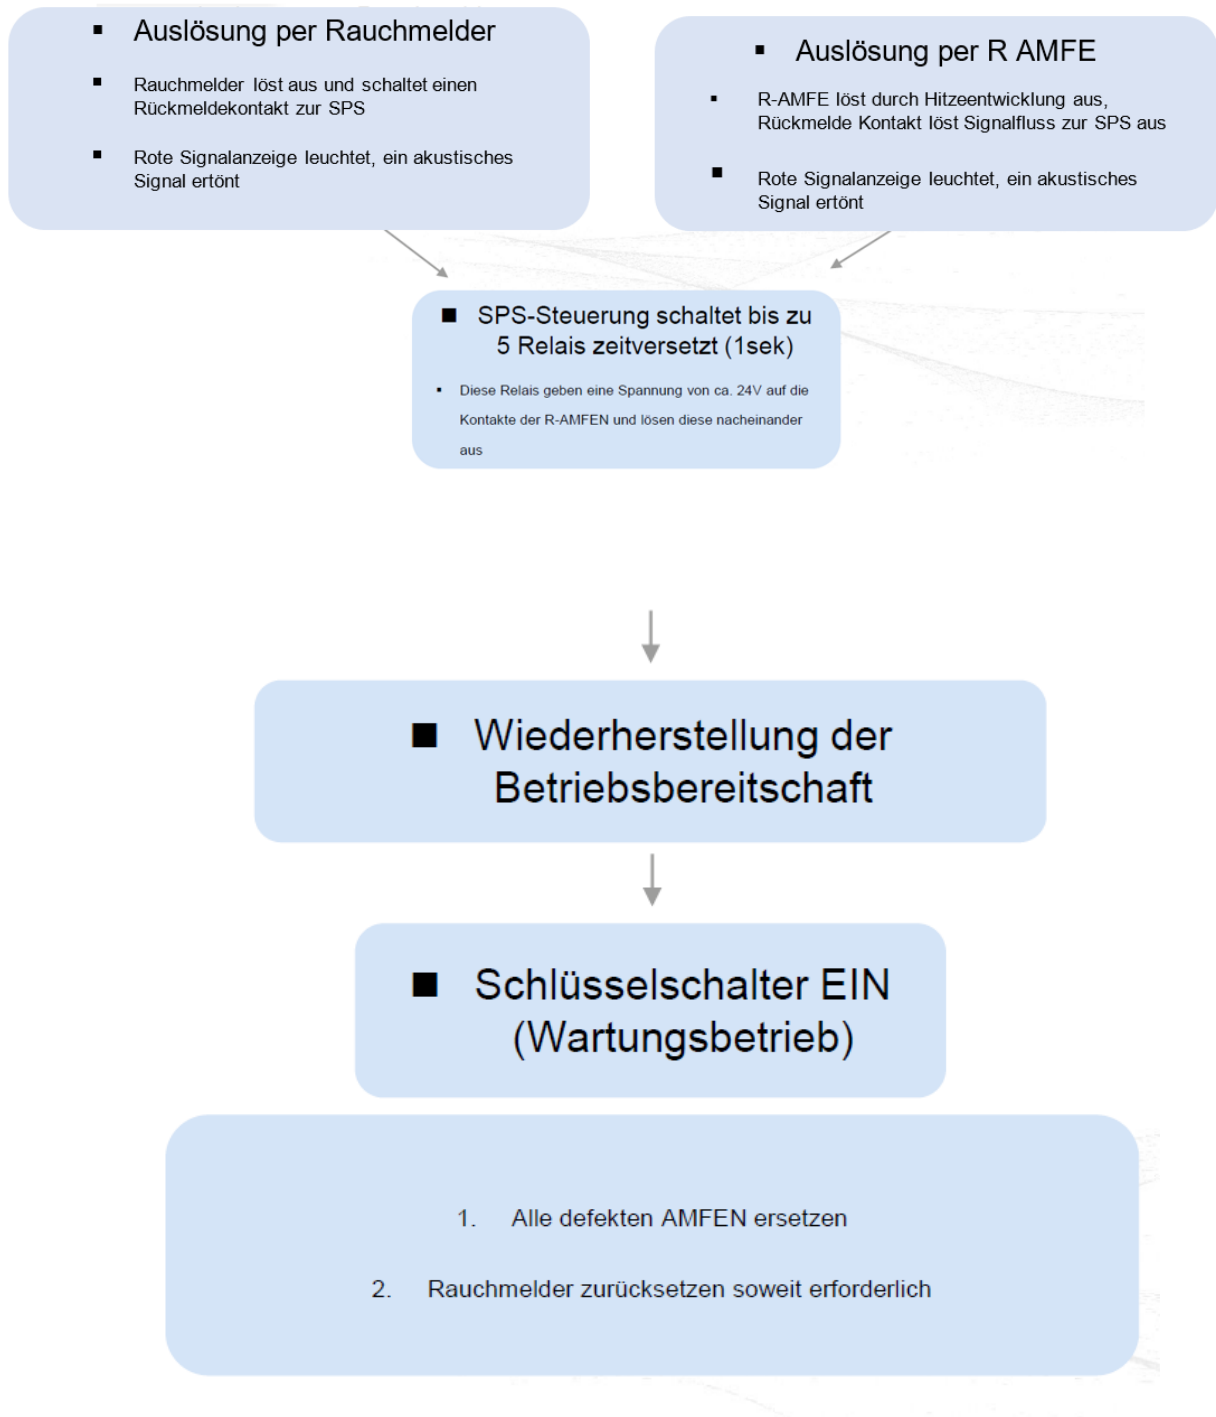 ▪ Auslösung per Rauchmelder
▪ Rauchmelder löst aus und schaltet einen
Rückmeldekontakt zur SPS
▪ Rote Signalanzeige leuchtet, ein akustisches
Signal ertönt
▪ Auslösung per R AMFE
▪ R-AMFE löst durch Hitzeentwicklung aus,
Rückmelde Kontakt löst Signalfluss zur SPS aus
▪ Rote Signalanzeige leuchtet, ein akustisches
Signal ertönt
■ SPS-Steuerung schaltet bis zu
5 Relais zeitversetzt (1sek)
▪ Diese Relais geben eine Spannung von ca. 24V auf die
Kontakte der R-AMFEN und lösen diese nacheinander
aus
■ Wiederherstellung der
Betriebsbereitschaft
■ Schlüsselschalter EIN
(Wartungsbetrieb)
1. Alle defekten AMFEN ersetzen
2. Rauchmelder zurücksetzen soweit erforderlich